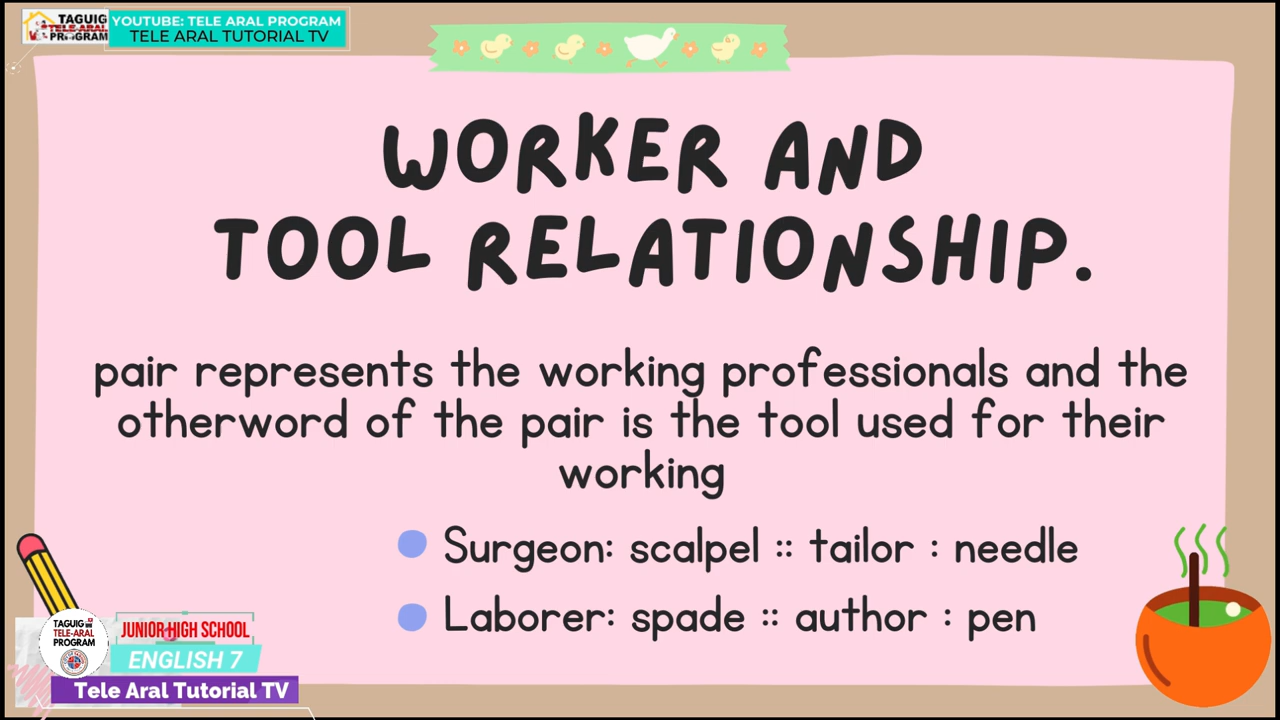 TAGUIG
TELE-ARAL
PROGRAM
YOUTUBE: TELE ARAL PROGRAM
TELE ARAL TUTORIAL TV
WORKER AND
TOOL RELATIONSHIP.
pair represents the working professionals and the
otherword of the pair is the tool used for their
working
Surgeon: scalpel :: tailor : needle
Laborer: spade :: author : pen
TAGUIG
TELE-ARAL
PROGRAM
JUNIOR HIGH SCHOOL
ENGLISH 7
Tele Aral Tutorial TV